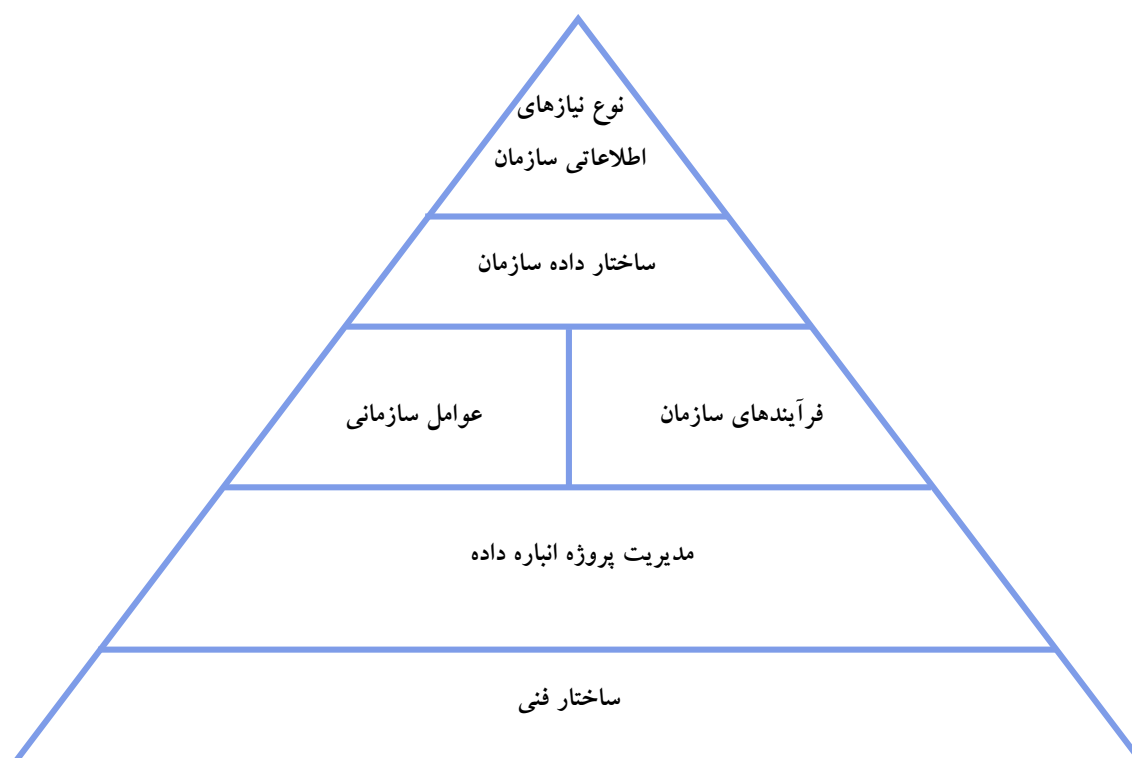 نوع نیازهای
اطلاعاتی سازمان
ساختار داده سازمان
فرآیندهای سازمان
عوامل سازمانی
مدیریت پروژه انباره داده
ساختار فنی